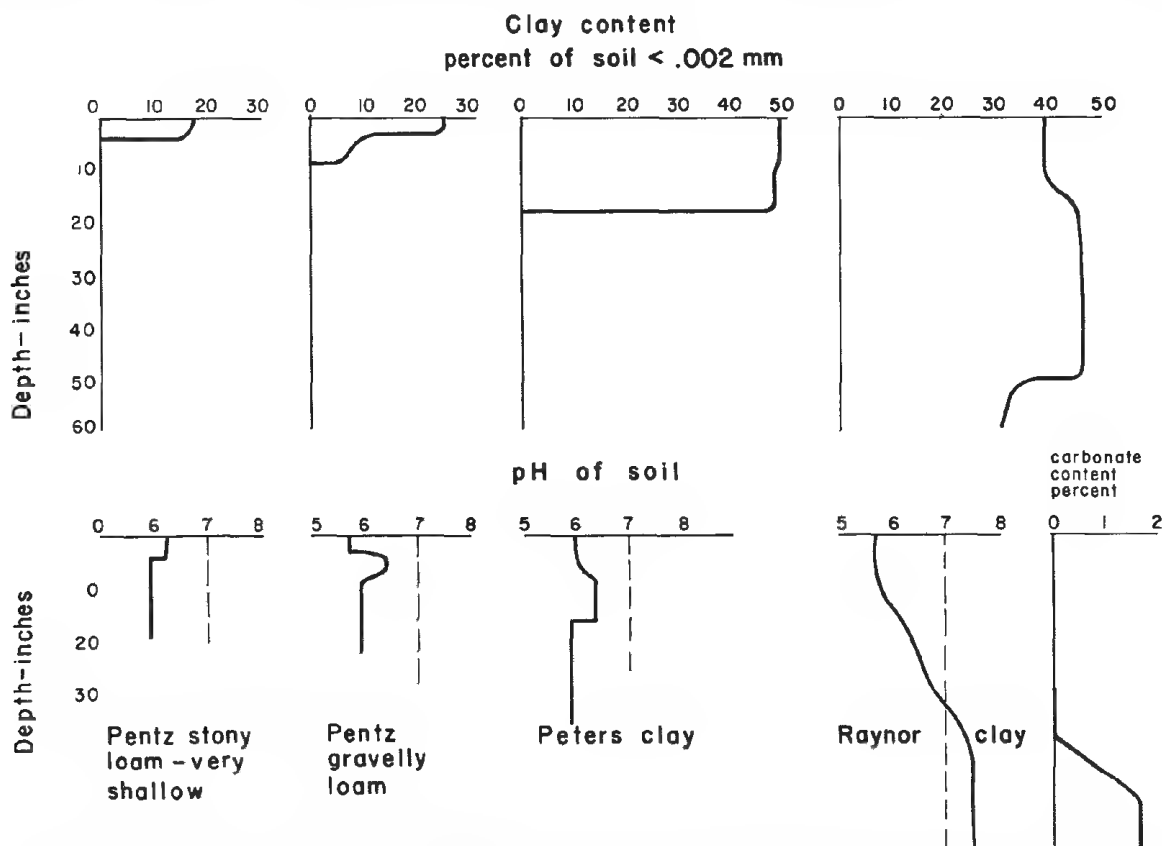 Clay content
percent of soil < .002 mm
0 10 20 30
0 10 20 30
0 10 20 30 40 50
0 10 20 30 40 50
10
20
30
40
50
60
Depth-inches
pH of soil
carbonate
content
percent
0 6 7 8
5 6 7 8
5 6 7 8
5 6 7 8
0 1 2
0
20
30
Depth-inches
Pentz stony
loam-very
shallow
Pentz
gravelly
loam
Peters clay
Raynor clay